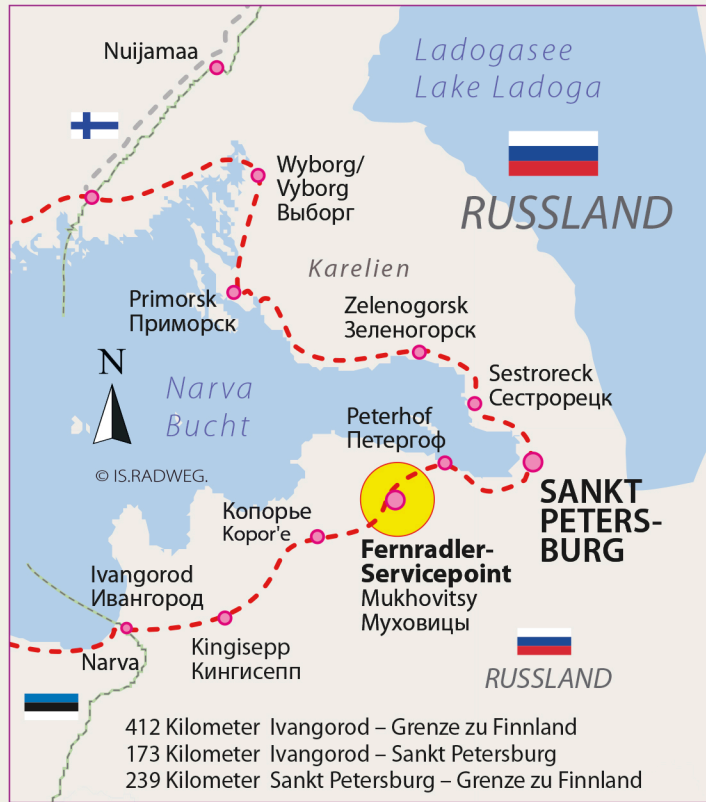 Nuijamaa
Ladogasee
Lake Ladoga
RUSSLAND
Wyborg/
Vyborg
Выборг
Karelien
Primorsk
Приморск
Zelenogorsk
Зеленогорск
N
Narva
Bucht
Sestroreck
Сестрорецк
Peterhof
Петергоф
© IS.RADWEG.
SANKT
PETERS-
BURG
Копорье
Kopor'e
Fernradler-
Servicepoint
Mukhovitsy
Муховицы
Ivangorod
Ивангород
Narva
Kingisepp
Кингисепп
RUSSLAND
412 Kilometer Ivangorod – Grenze zu Finnland
173 Kilometer Ivangorod – Sankt Petersburg
239 Kilometer Sankt Petersburg – Grenze zu Finnland